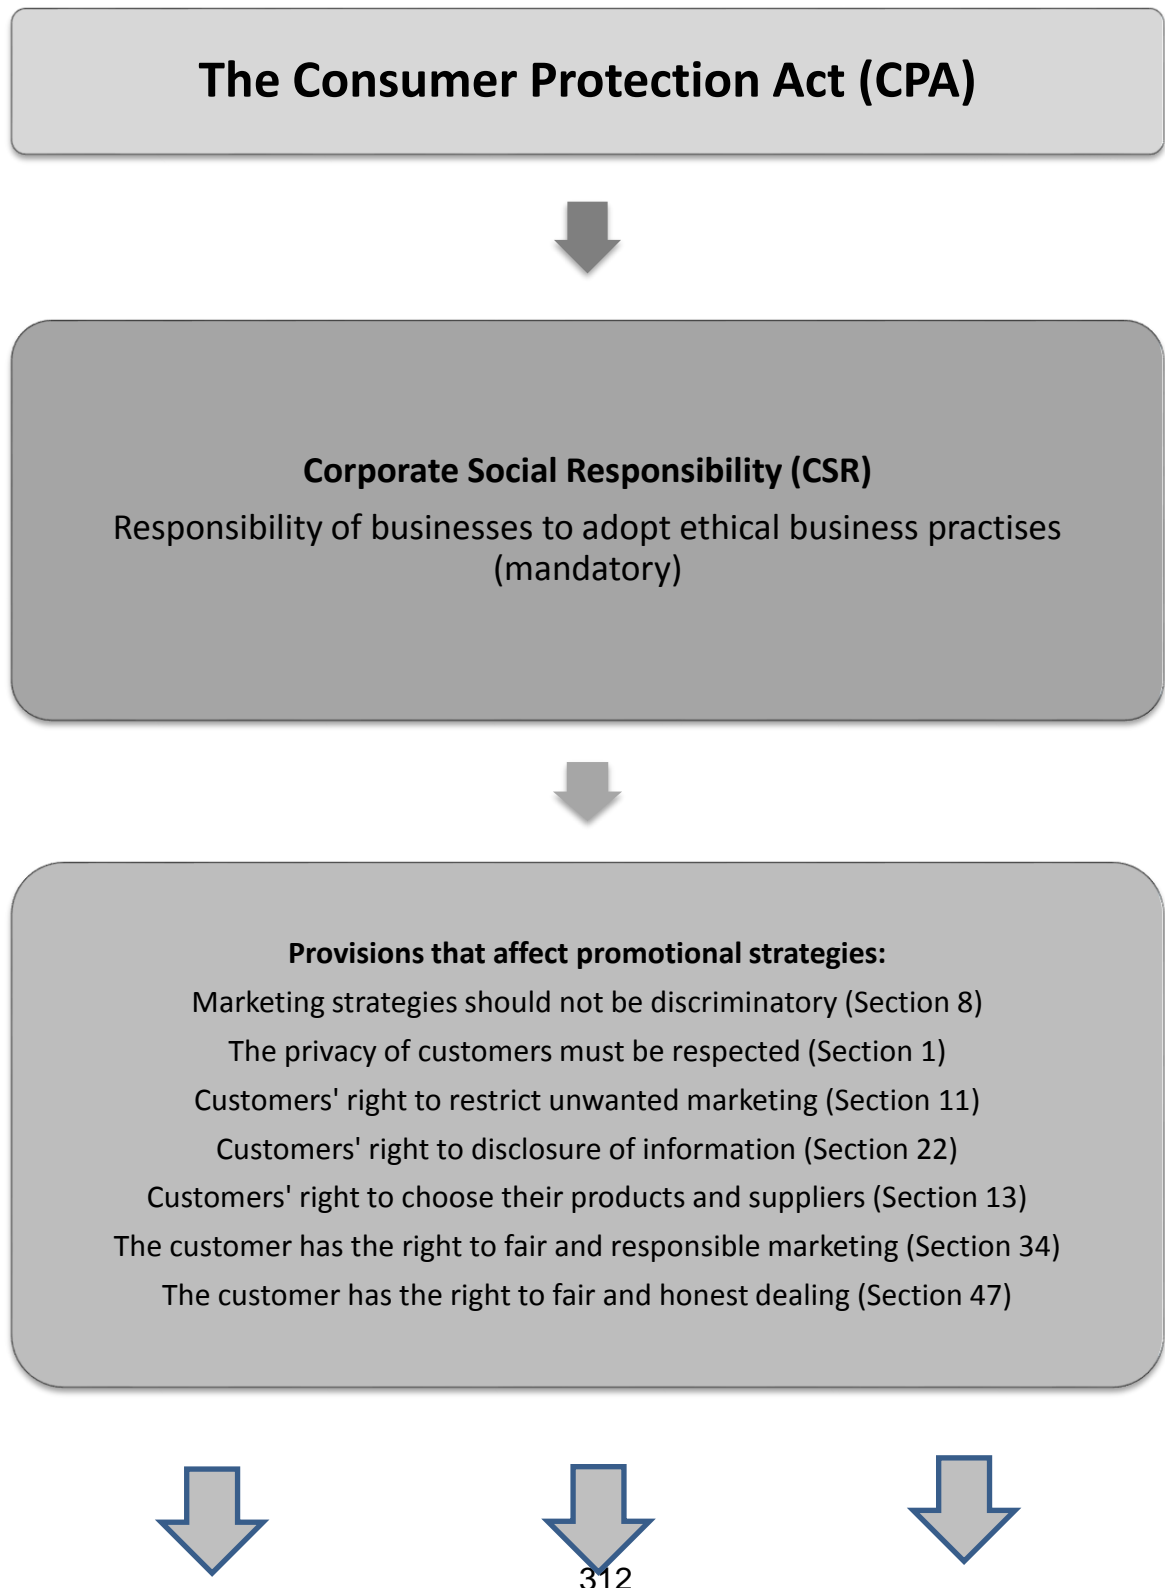 The Consumer Protection Act (CPA)
Corporate Social Responsibility (CSR)
Responsibility of businesses to adopt ethical business practises
(mandatory)
Provisions that affect promotional strategies:
Marketing strategies should not be discriminatory (Section 8)
The privacy of customers must be respected (Section 1)
Customers' right to restrict unwanted marketing (Section 11)
Customers' right to disclosure of information (Section 22)
Customers' right to choose their products and suppliers (Section 13)
The customer has the right to fair and responsible marketing (Section 34)
The customer has the right to fair and honest dealing (Section 47)
312